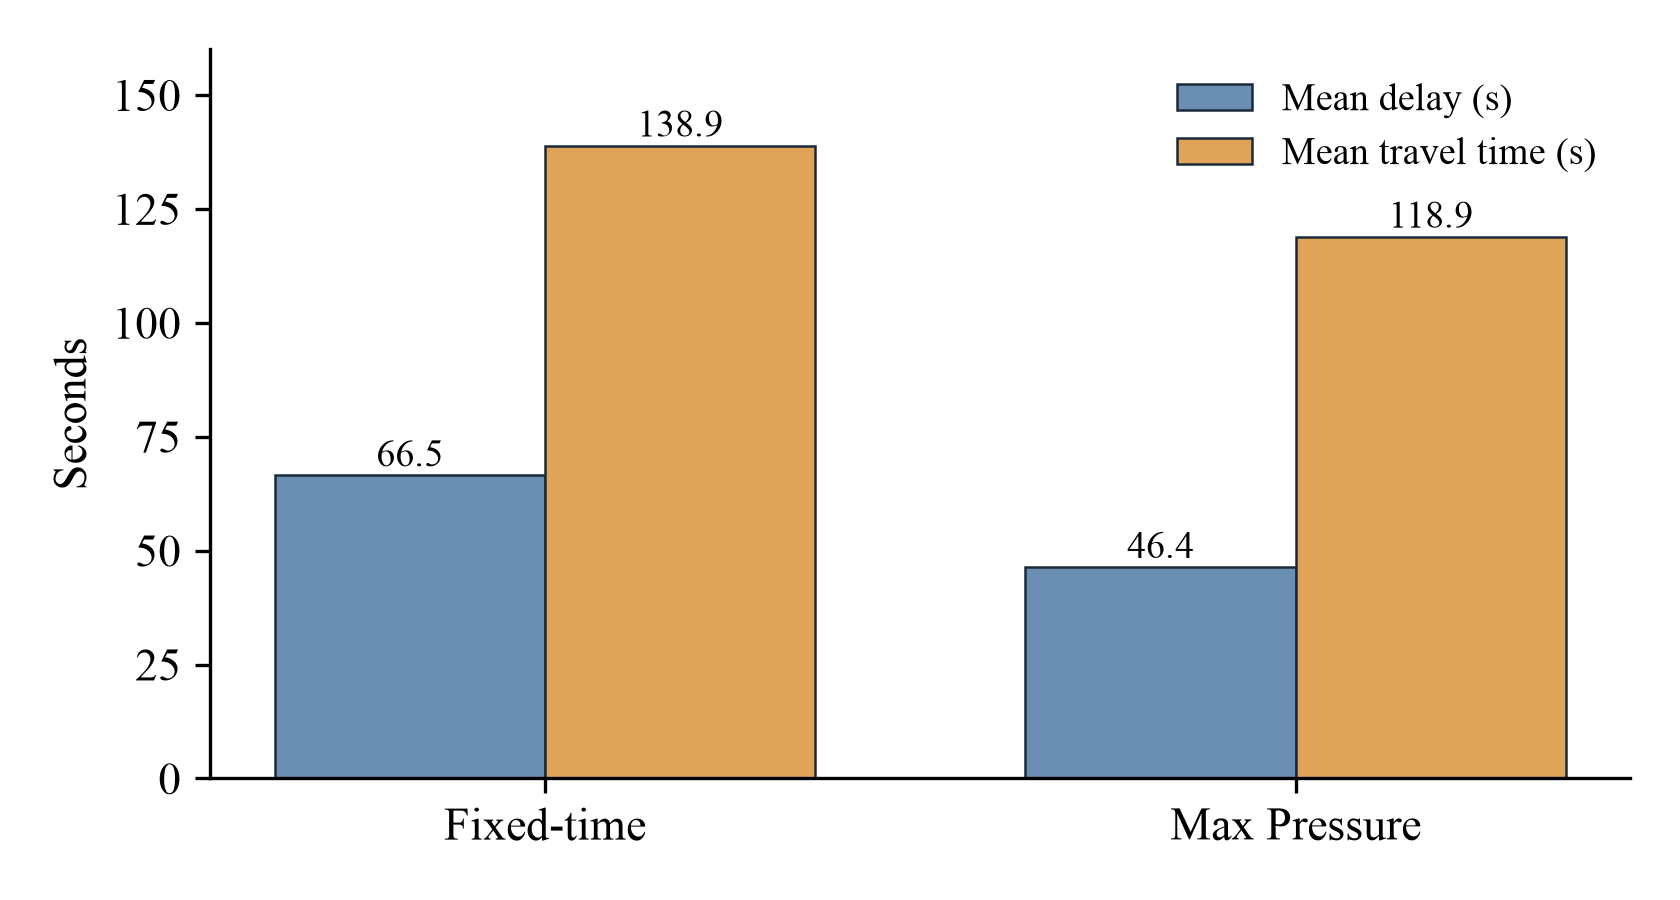 Mean delay (s)
Mean travel time (s)
150
125
100
75
50
25
0
Seconds
66.5
138.9
46.4
118.9
Fixed-time
Max Pressure